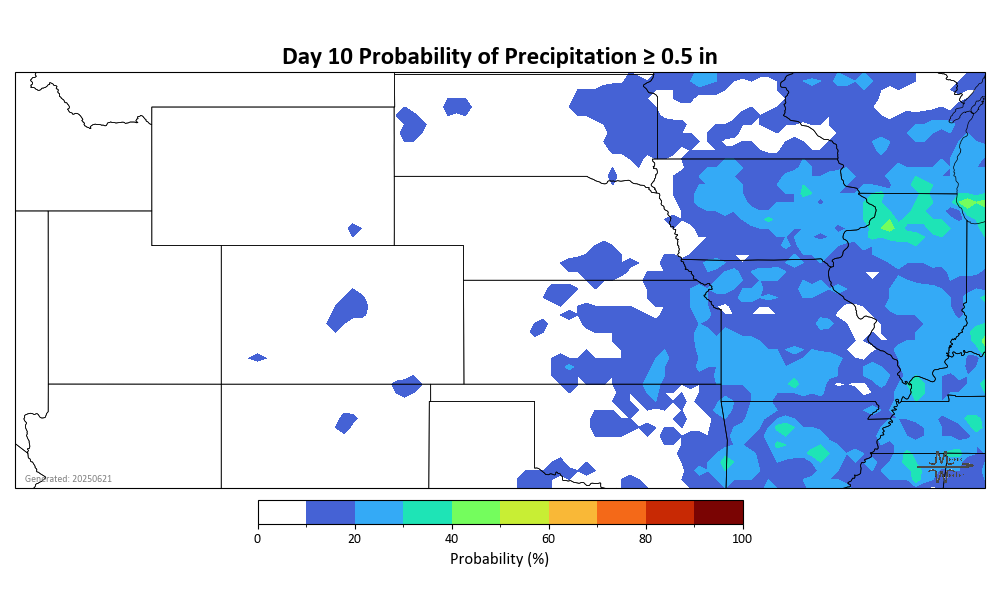 Day 10 Probability of Precipitation ≥ 0.5 in
Generated: 20250621
0 20 40 60 80 100
Probability (%)